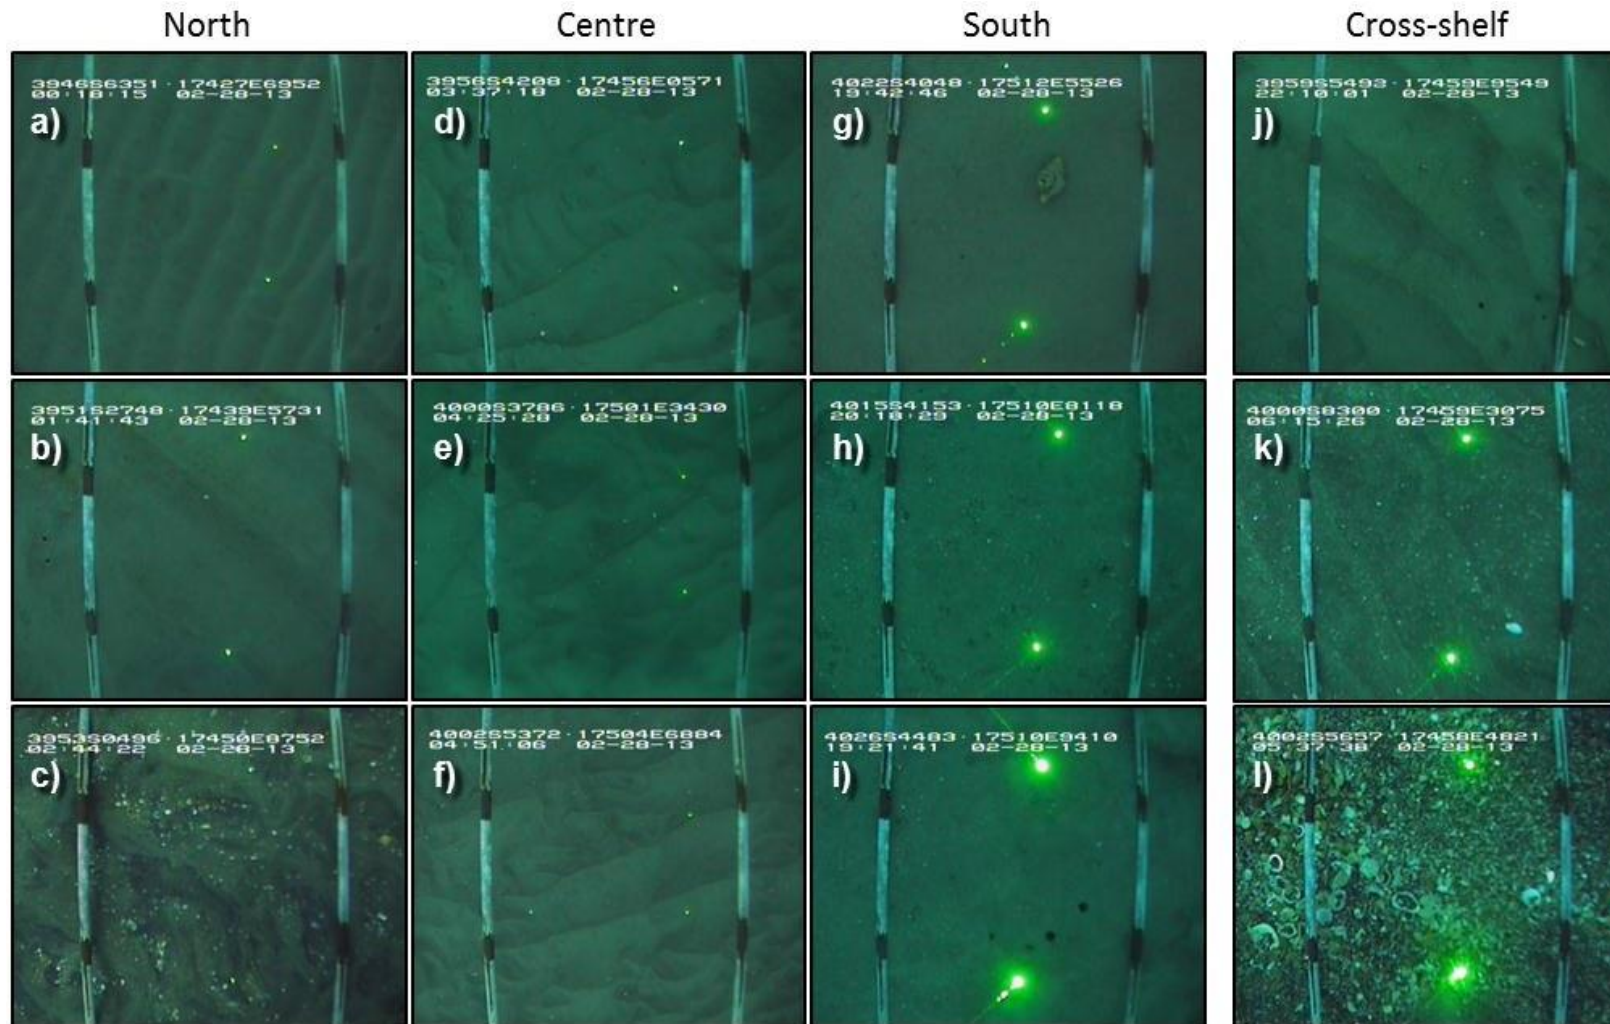 North
Centre
South
Cross-shelf
3946S6351 · 17427E6952
00:18:15 02-28-13
a)
3956S4208 · 17456E0571
03:37:18 02-28-13
d)
4022S4048 · 17512E5526
19:42:46 02-28-13
g)
3959S5493 · 17459E9549
22:10:01 02-28-13
j)
3951S2748 · 17439E5731
01:41:43 02-28-13
b)
4000S3786 · 17501E3430
04:25:28 02-28-13
e)
4015S4153 · 17510E8118
20:18:29 02-28-13
h)
4000S8300 · 17459E3075
06:15:26 02-28-13
k)
3953S0496 · 17450E8752
02:44:22 02-28-13
c)
4002S5372 · 17504E6884
04:51:06 02-28-13
f)
4026S4483 · 17510E9410
19:21:41 02-28-13
i)
4002S5657 · 17458E4821
05:37:38 02-28-13
l)